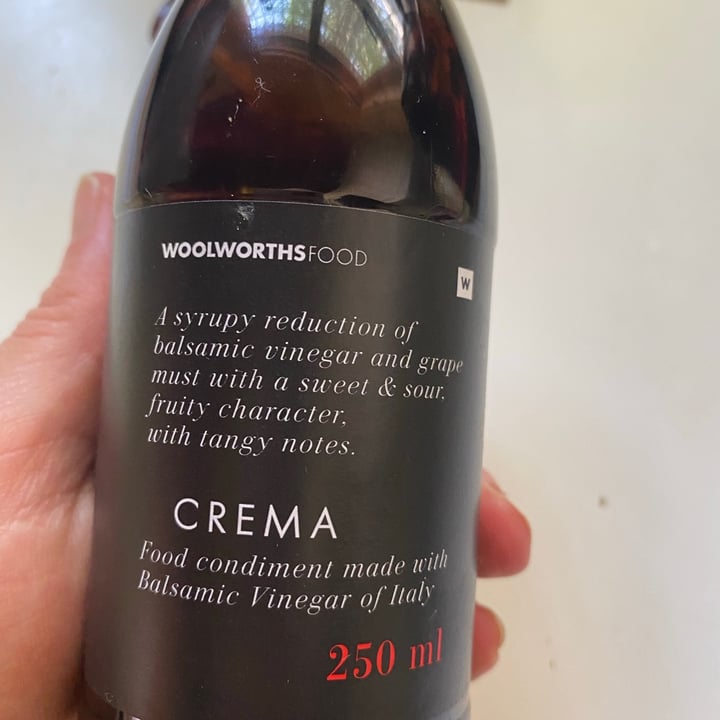 WOOLWORTHSFOOD
W
A syrupy reduction of
balsamic vinegar and grape
must with a sweet & sour,
fruity character,
with tangy notes.
CREMA
Food condiment made with
Balsamic Vinegar of Italy
250 ml